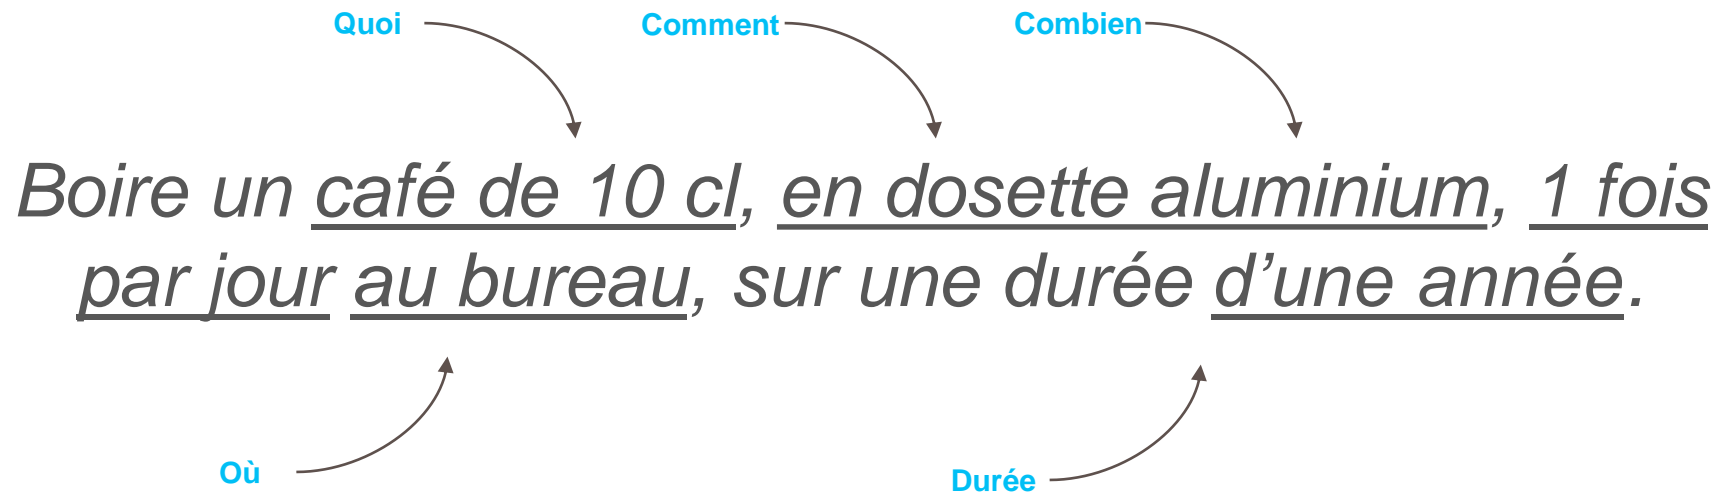 Quoi Comment Combien
Boire un café de 10 cl, en dosette aluminium, 1 fois
par jour au bureau, sur une durée d’une année.
Où Durée